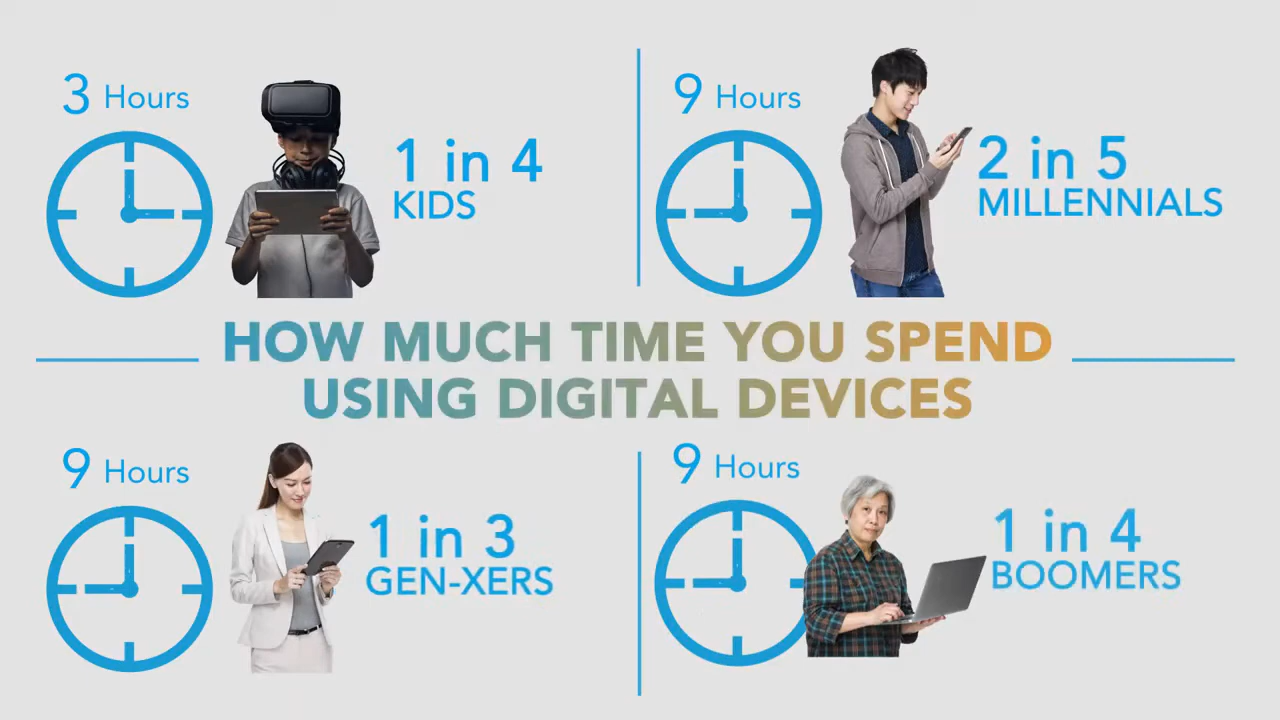 3 Hours
1 in 4
KIDS
9 Hours
2 in 5
MILLENNIALS
HOW MUCH TIME YOU SPEND
USING DIGITAL DEVICES
9 Hours
1 in 3
GEN-XERS
9 Hours
1 in 4
BOOMERS